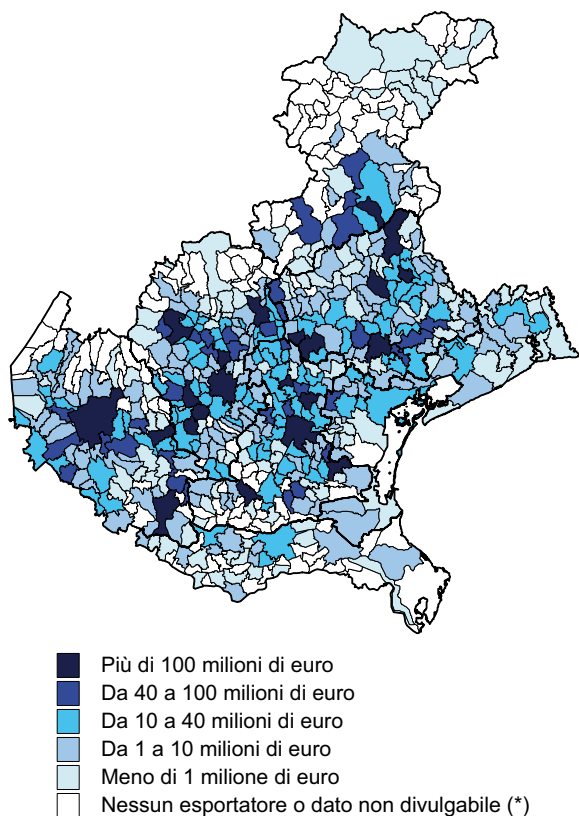 Più di 100 milioni di euro
Da 40 a 100 milioni di euro
Da 10 a 40 milioni di euro
Da 1 a 10 milioni di euro
Meno di 1 milione di euro
Nessun esportatore o dato non divulgabile (*)